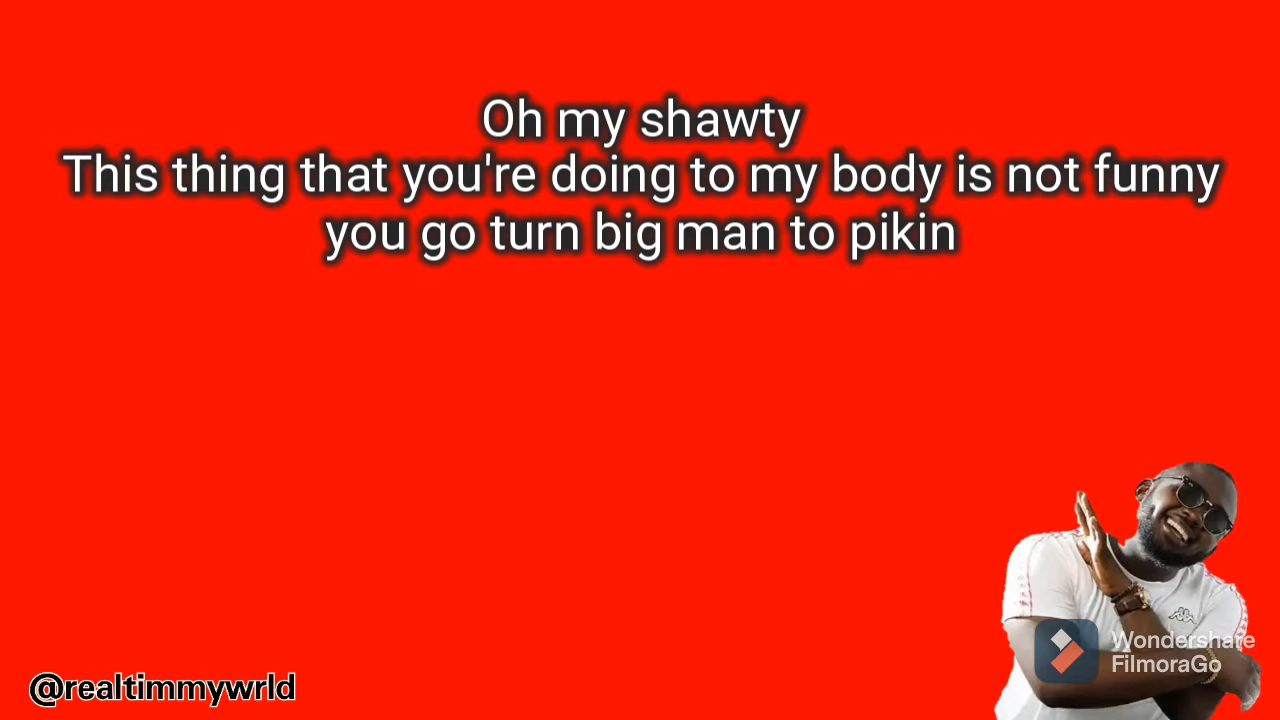 Oh my shawty
This thing that you're doing to my body is not funny
you go turn big man to pikin
Wondershare
FilmoraGo
@realtimmywrld